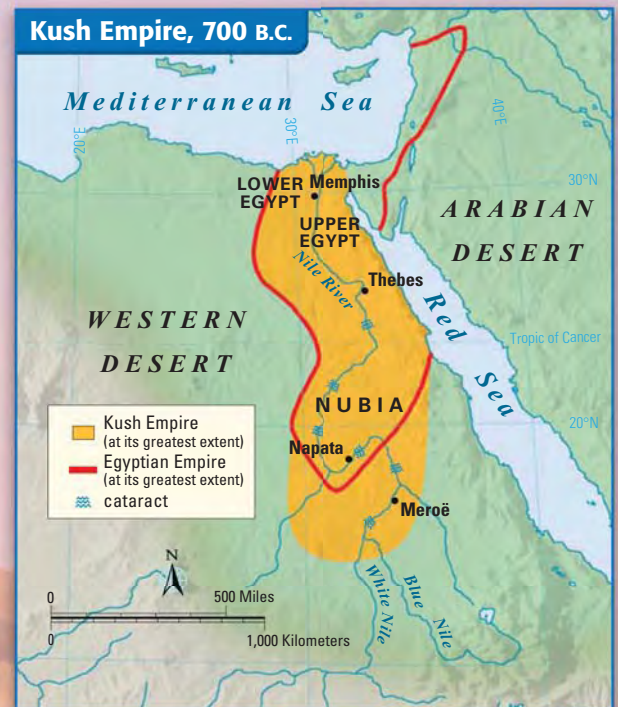 Kush Empire, 700 B.C.
Mediterranean Sea
20°E
30°E
40°E
LOWER
EGYPT
Memphis
30°N
UPPER
EGYPT
ARABIAN
DESERT
Nile River
Thebes
WESTERN
DESERT
Red Sea
Tropic of Cancer
NUBIA
20°N
Napata
Meroë
Kush Empire
(at its greatest extent)
Egyptian Empire
(at its greatest extent)
cataract
N
0 500 Miles
0 1,000 Kilometers
White Nile
Blue Nile